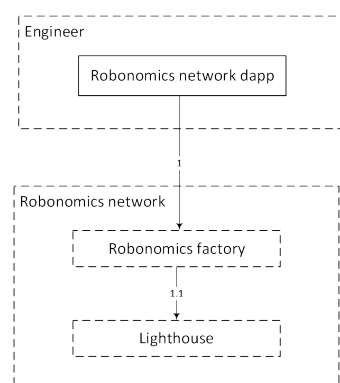 Engineer
Robonomics network dapp
1
Robonomics network
Robonomics factory
1.1
Lighthouse